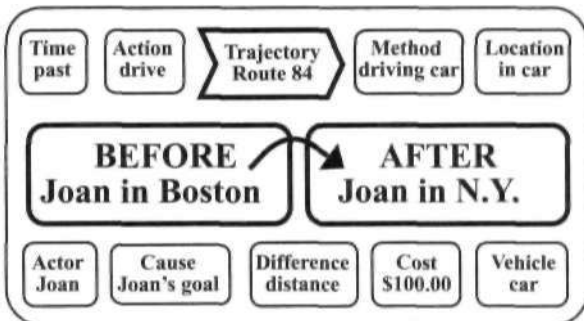 Time
past
Action
drive
Trajectory
Route 84
Method
driving car
Location
in car
BEFORE
Joan in Boston
AFTER
Joan in N.Y.
Actor
Joan
Cause
Joan's goal
Difference
distance
Cost
$100.00
Vehicle
car